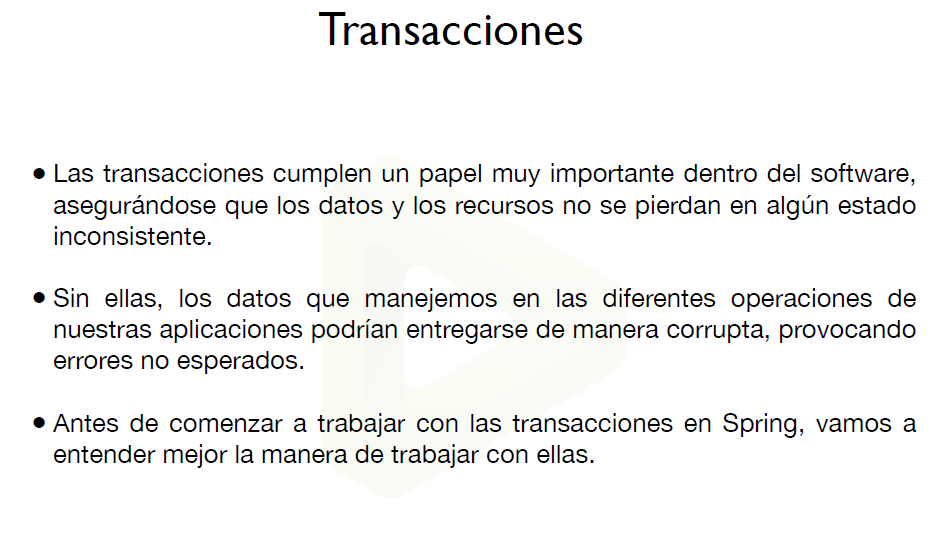 Transacciones
• Las transacciones cumplen un papel muy importante dentro del software,
asegurándose que los datos y los recursos no se pierdan en algún estado
inconsistente.
• Sin ellas, los datos que manejemos en las diferentes operaciones de
nuestras aplicaciones podrían entregarse de manera corrupta, provocando
errores no esperados.
• Antes de comenzar a trabajar con las transacciones en Spring, vamos a
entender mejor la manera de trabajar con ellas.